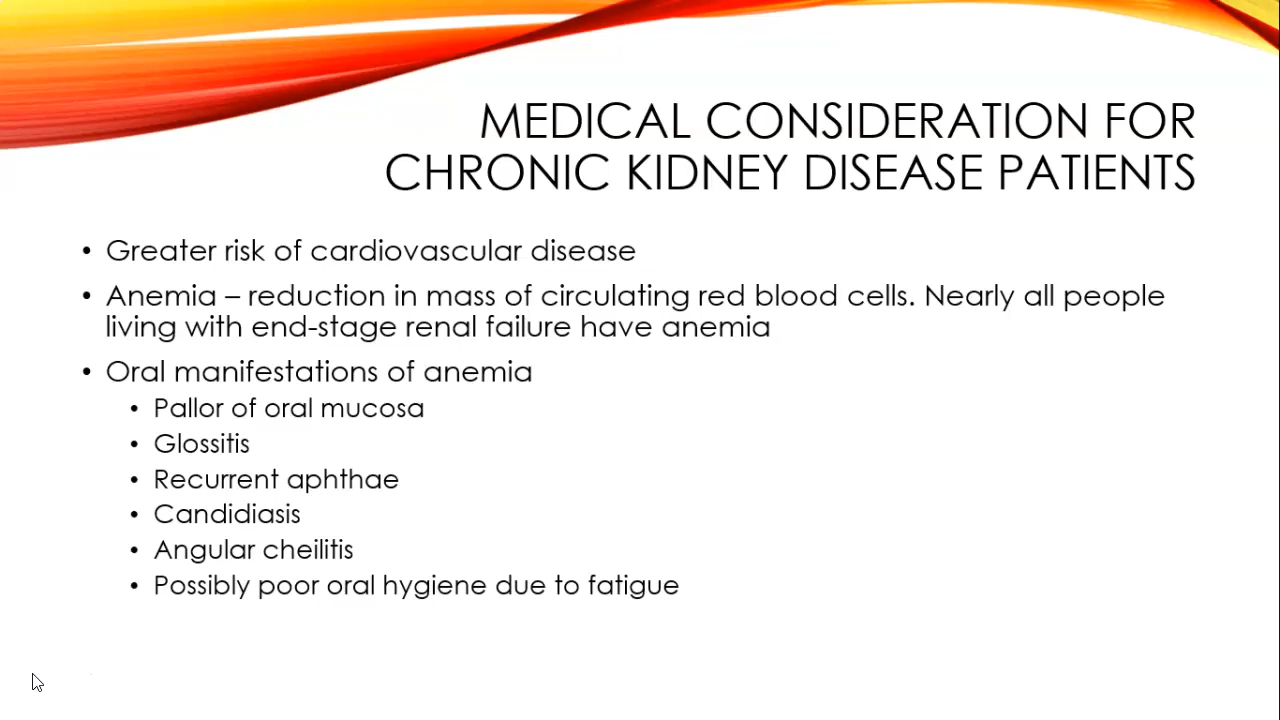 MEDICAL CONSIDERATION FOR
CHRONIC KIDNEY DISEASE PATIENTS
• Greater risk of cardiovascular disease
• Anemia – reduction in mass of circulating red blood cells. Nearly all people
living with end-stage renal failure have anemia
• Oral manifestations of anemia
• Pallor of oral mucosa
• Glossitis
• Recurrent aphthae
• Candidiasis
• Angular cheilitis
• Possibly poor oral hygiene due to fatigue